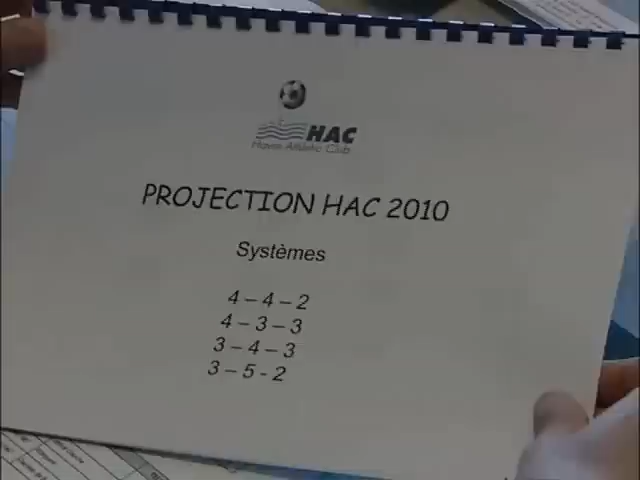 HAC
Havre Athletic Club
PROJECTION HAC 2010
Systèmes
4 – 4 – 2
4 – 3 – 3
3 – 4 – 3
3 – 5 - 2